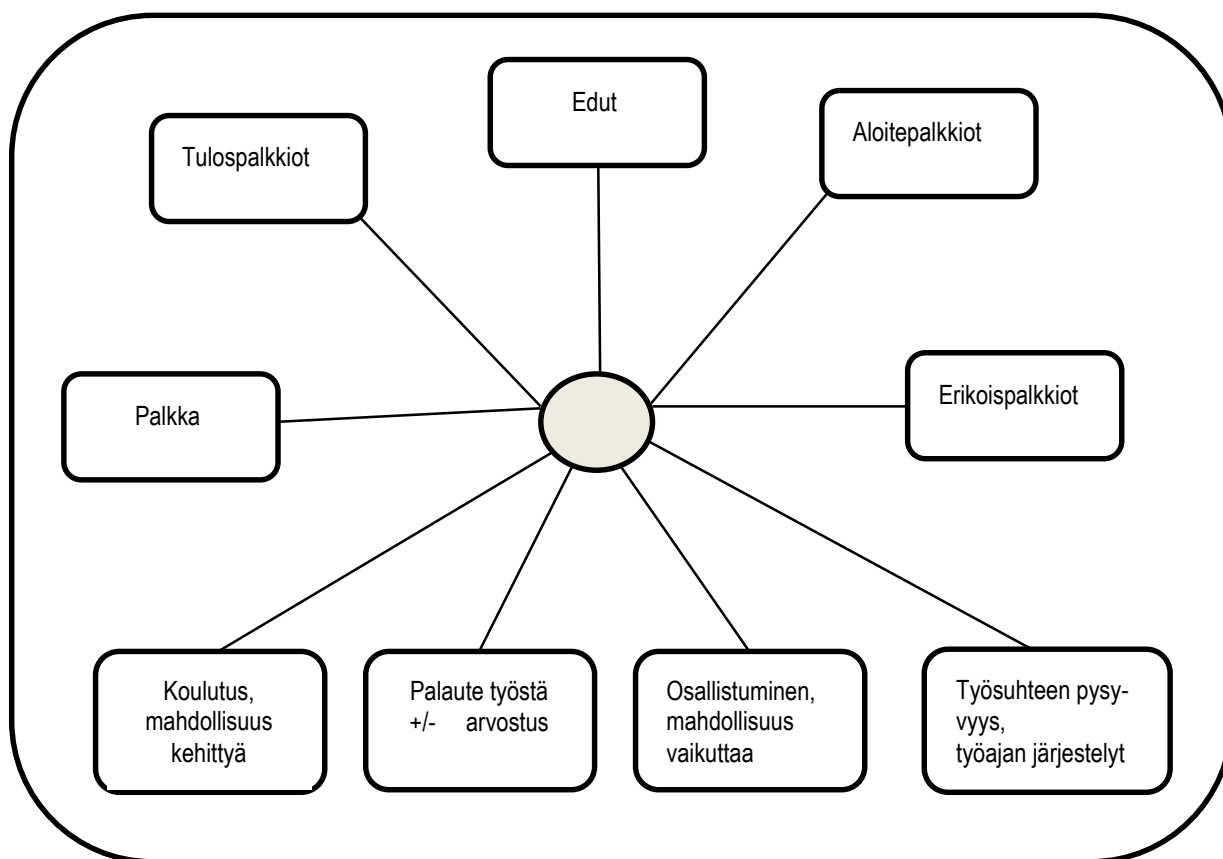 Edut
Tulospalkkiot
Aloitepalkkiot
Palkka
Erikoispalkkiot
Koulutus,
mahdollisuus
kehittyä
Palaute työstä
+/- arvostus
Osallistuminen,
mahdollisuus
vaikuttaa
Työsuhteen pysy-
vyys,
työajan järjestelyt